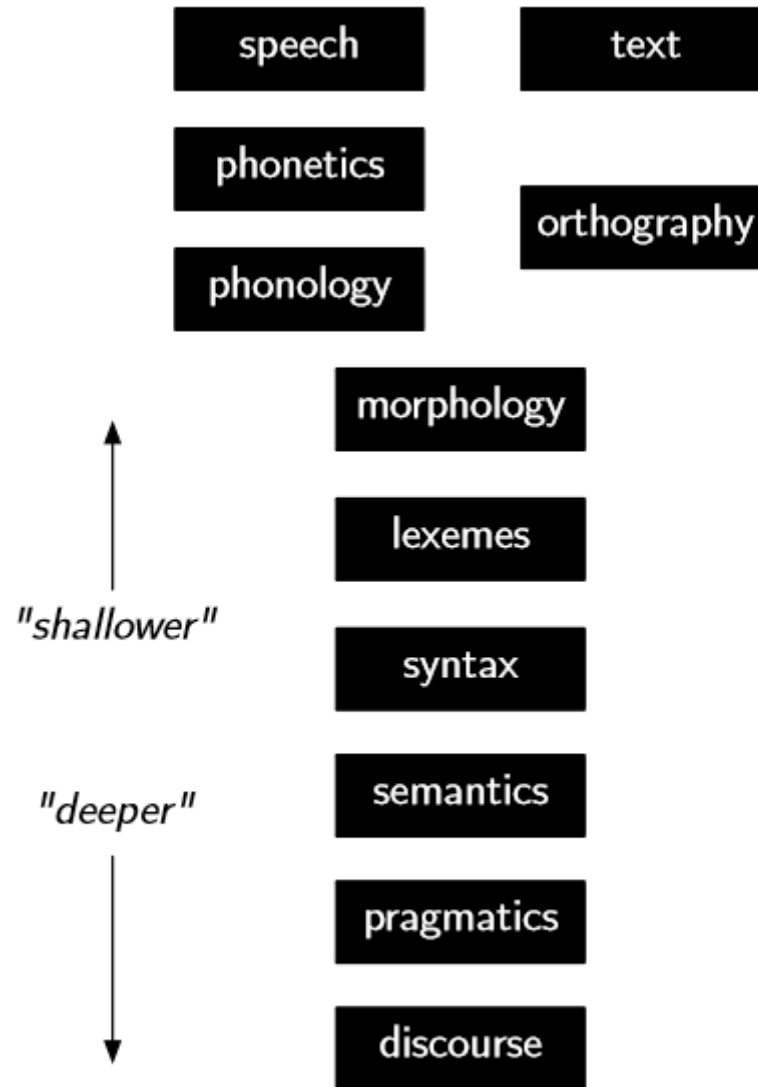 speech
text
phonetics
orthography
phonology
morphology
lexemes
"shallower"
syntax
semantics
"deeper"
pragmatics
discourse